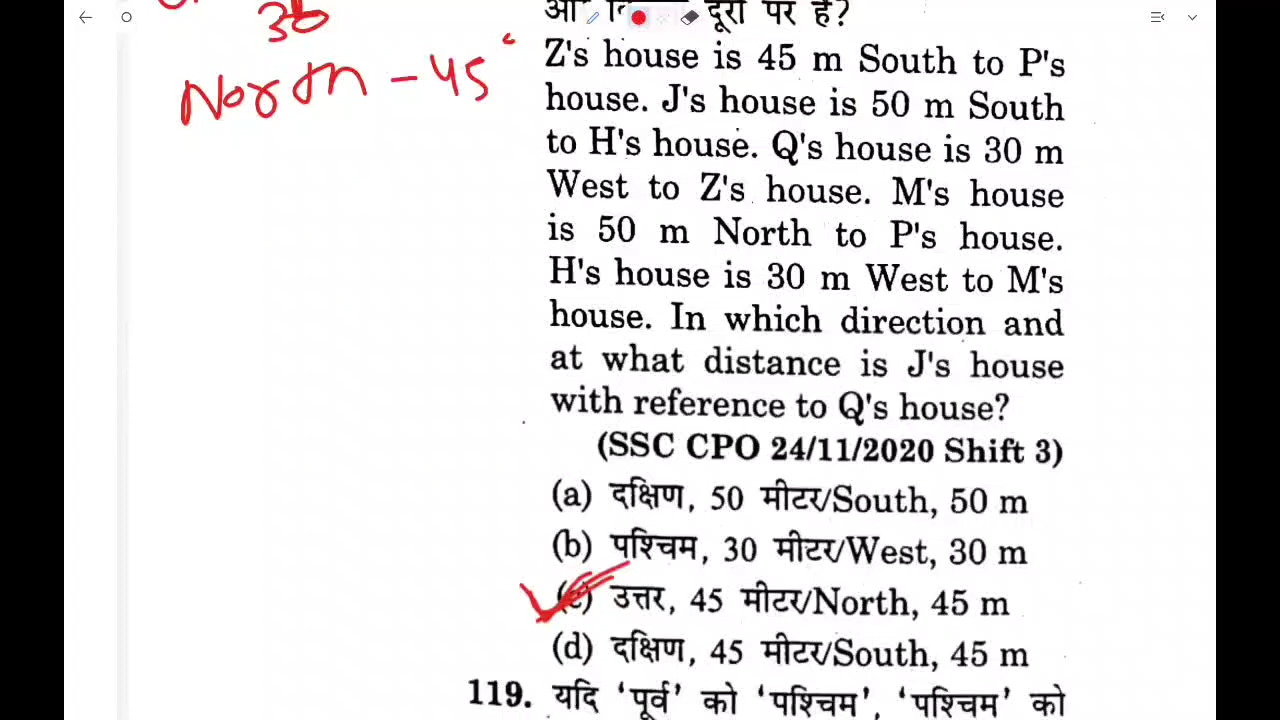 30
North - 45
दूरी पर है?
Z's house is 45 m South to P's
house. J's house is 50 m South
to H's house. Q's house is 30 m
West to Z's house. M's house
is 50 m North to P's house.
H's house is 30 m West to M's
house. In which direction and
at what distance is J's house
with reference to Q's house?
(SSC CPO 24/11/2020 Shift 3)
(a) दक्षिण, 50 मीटर/South, 50 m
(b) पश्चिम, 30 मीटर/West, 30 m
(c) उत्तर, 45 मीटर/North, 45 m
(d) दक्षिण, 45 मीटर/South, 45 m
119. यदि 'पूर्व' को 'पश्चिम', 'पश्चिम' को